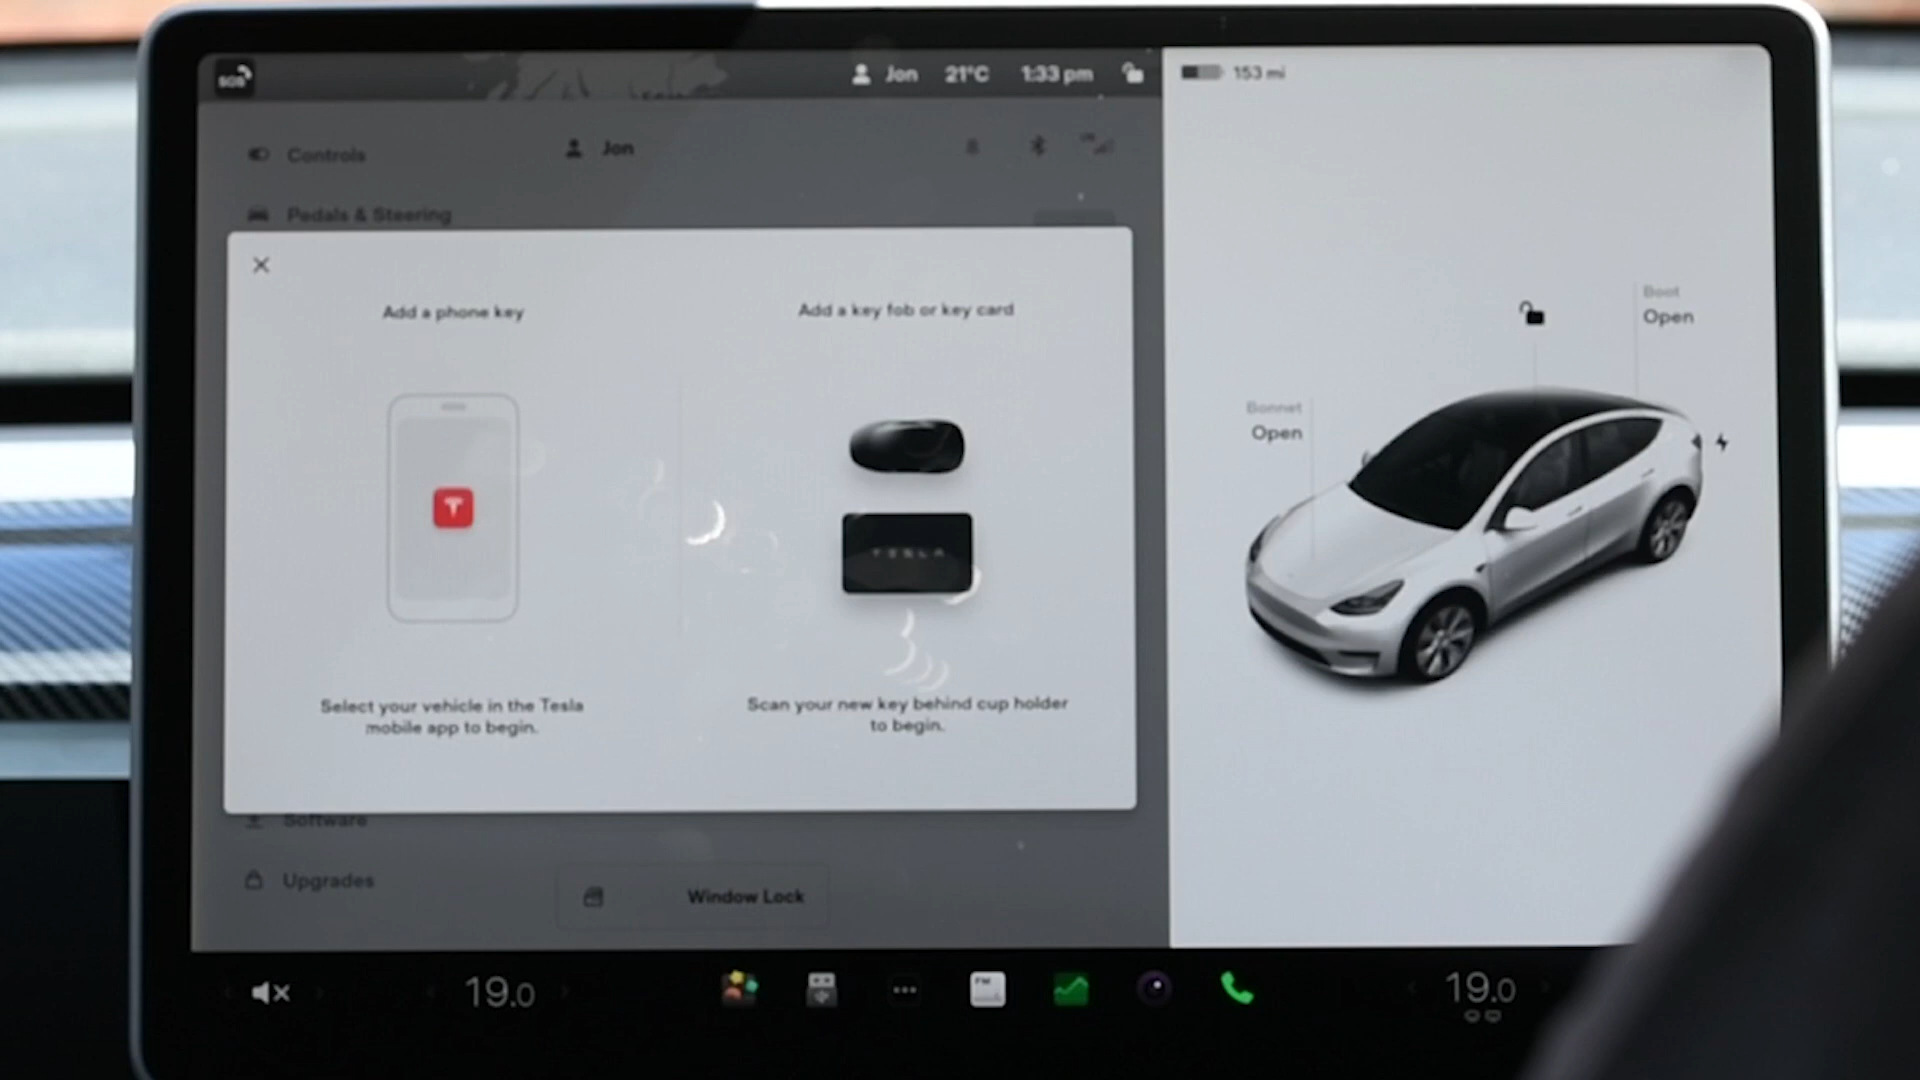 SOS
Jon
21°C
1:33 pm
153 mi
Controls
Jon
Pedals & Steering
Add a phone key
Add a key fob or key card
TESLA
Select your vehicle in the Tesla
mobile app to begin.
Scan your new key behind cup holder
to begin.
Software
Upgrades
Window Lock
Boot
Open
Bonnet
Open
19.0
FM
19.0